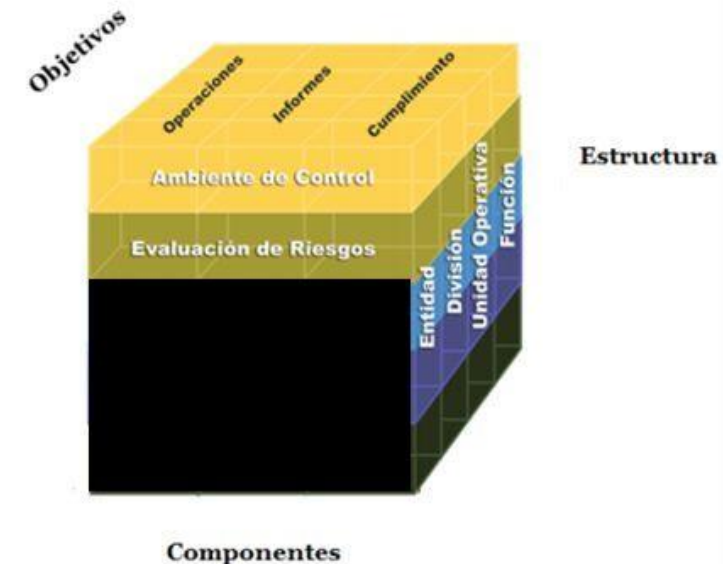 Objetivos
Operaciones
Informes
Cumplimiento
Estructura
Ambiente de Control
Evaluación de Riesgos
Entidad
División
Unidad Operativa
Función
Componentes